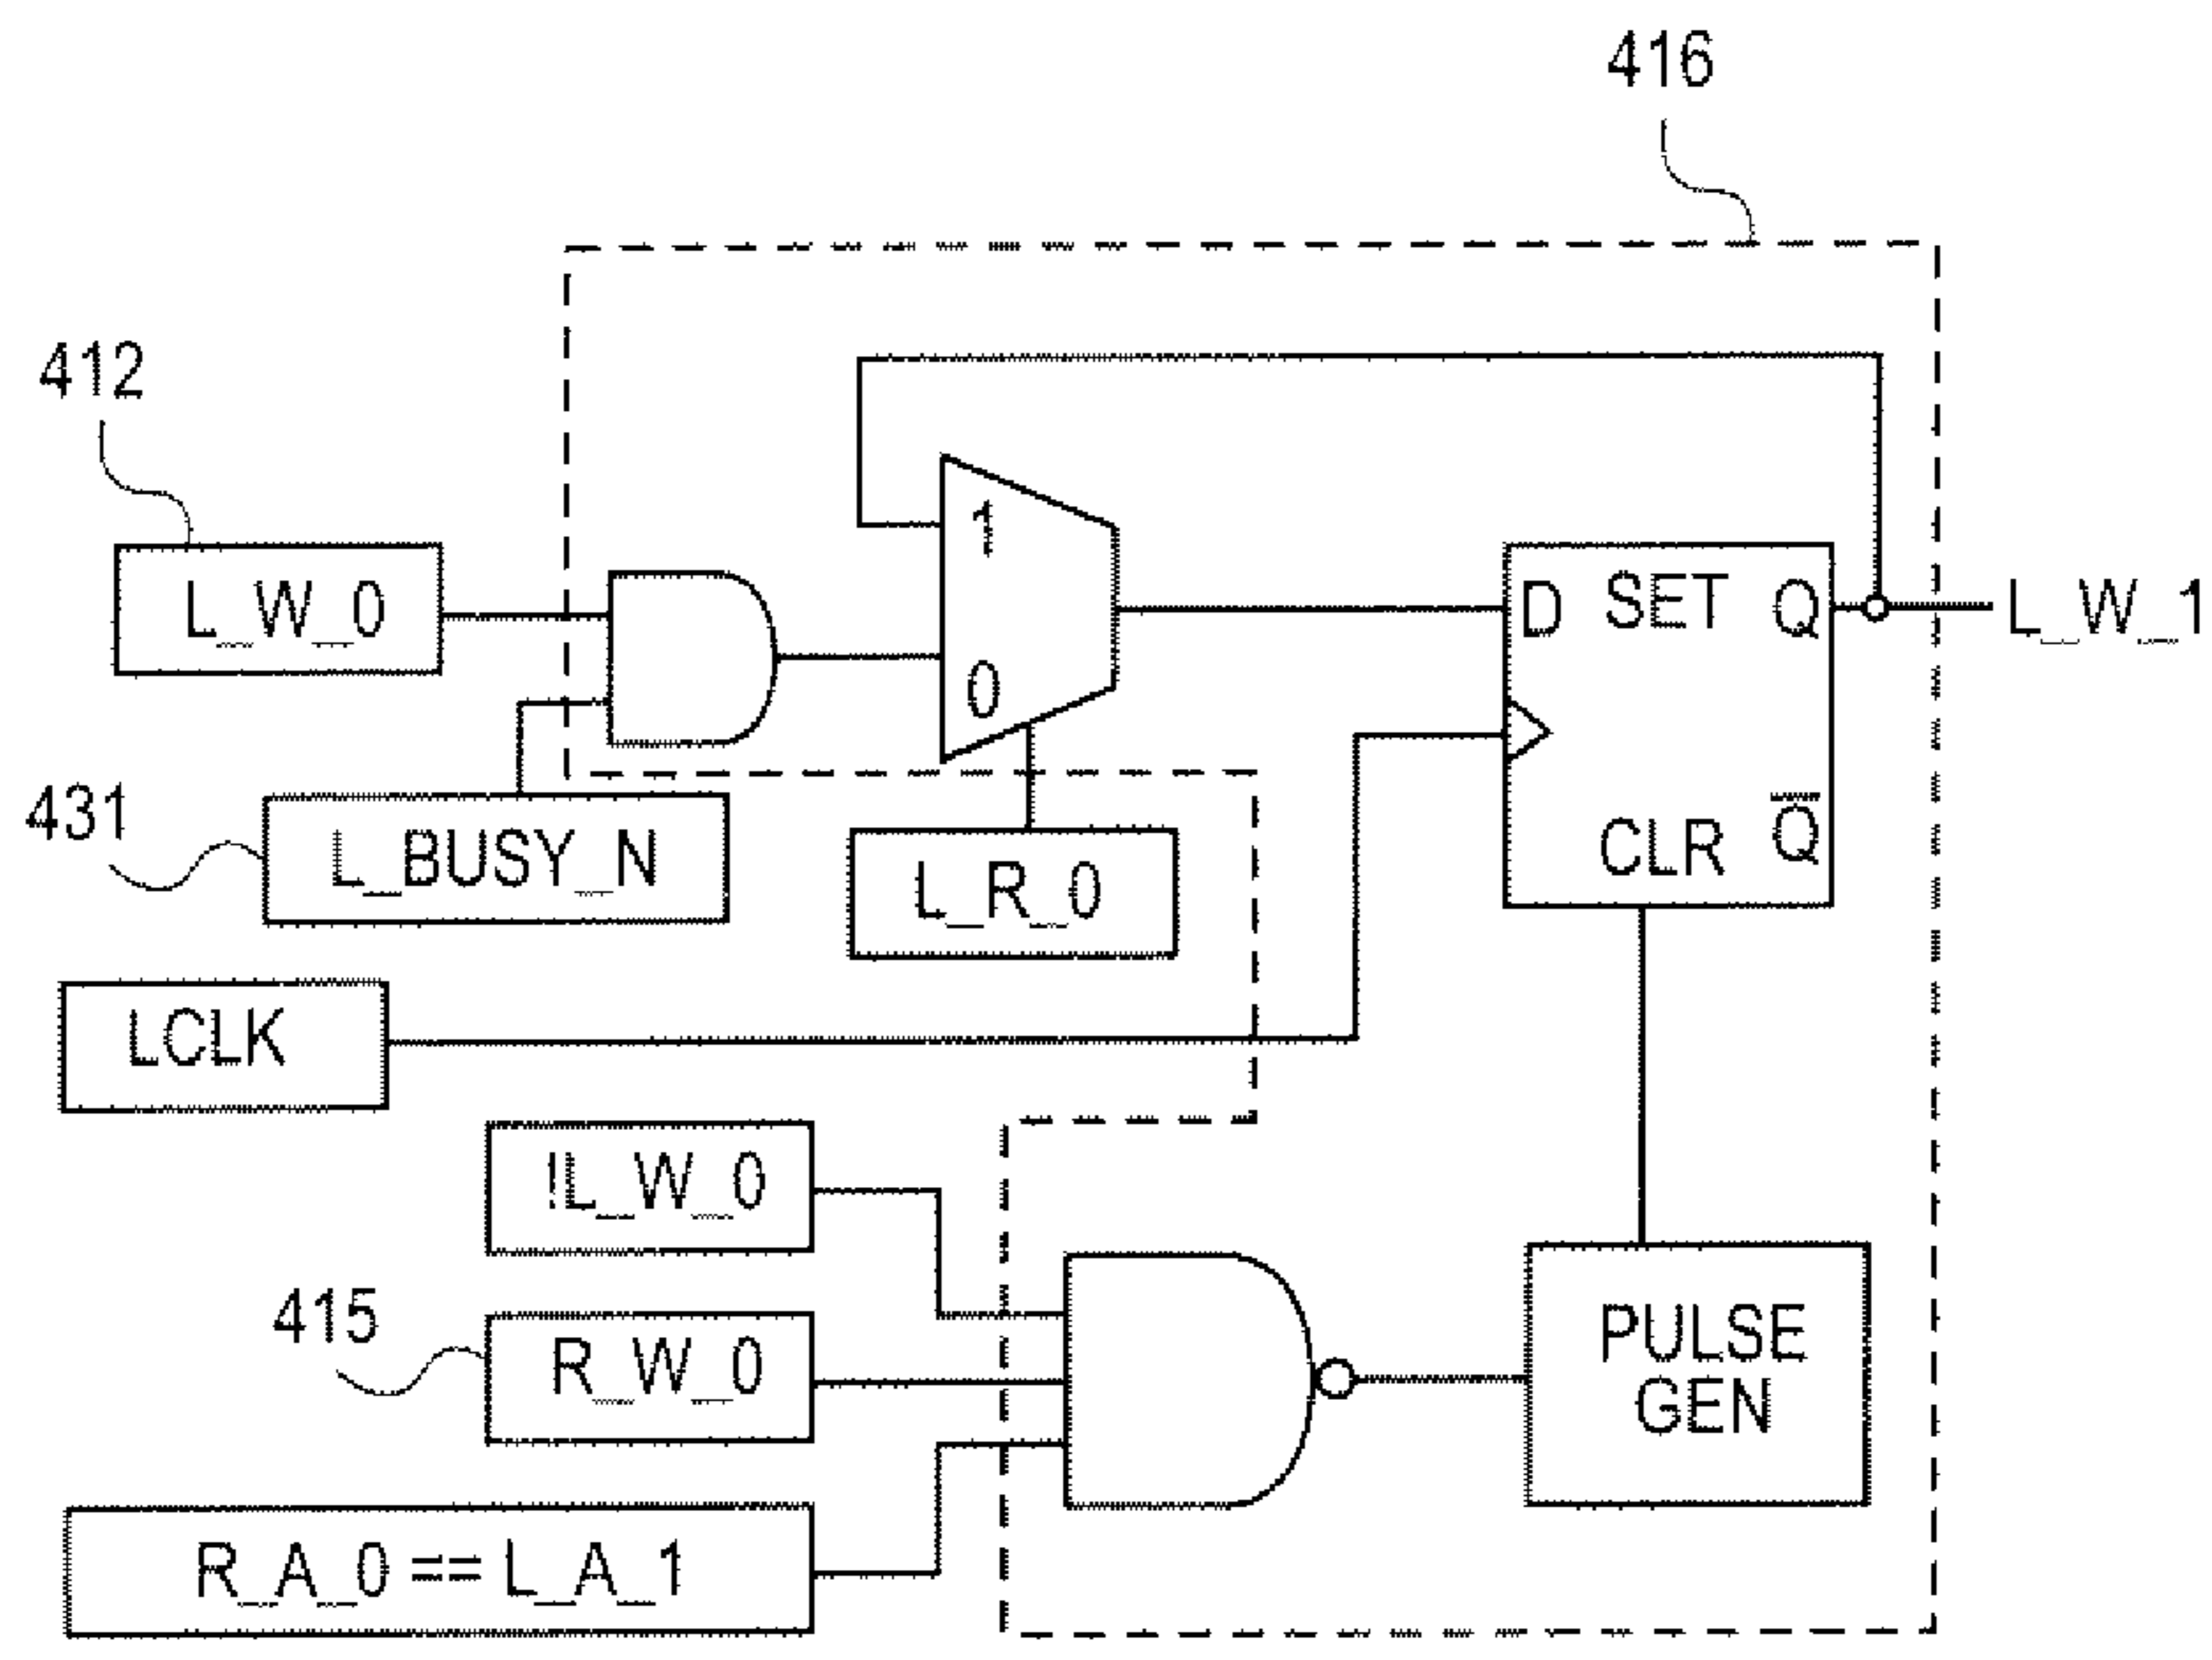 416
412
L_W_0
1
0
D SET Q
L_W_1
431
L_BUSY_N
L_R_0
CLR Q̅
LCLK
!L_W_0
415
R_W_0
PULSE
GEN
R_A_0 == L_A_1